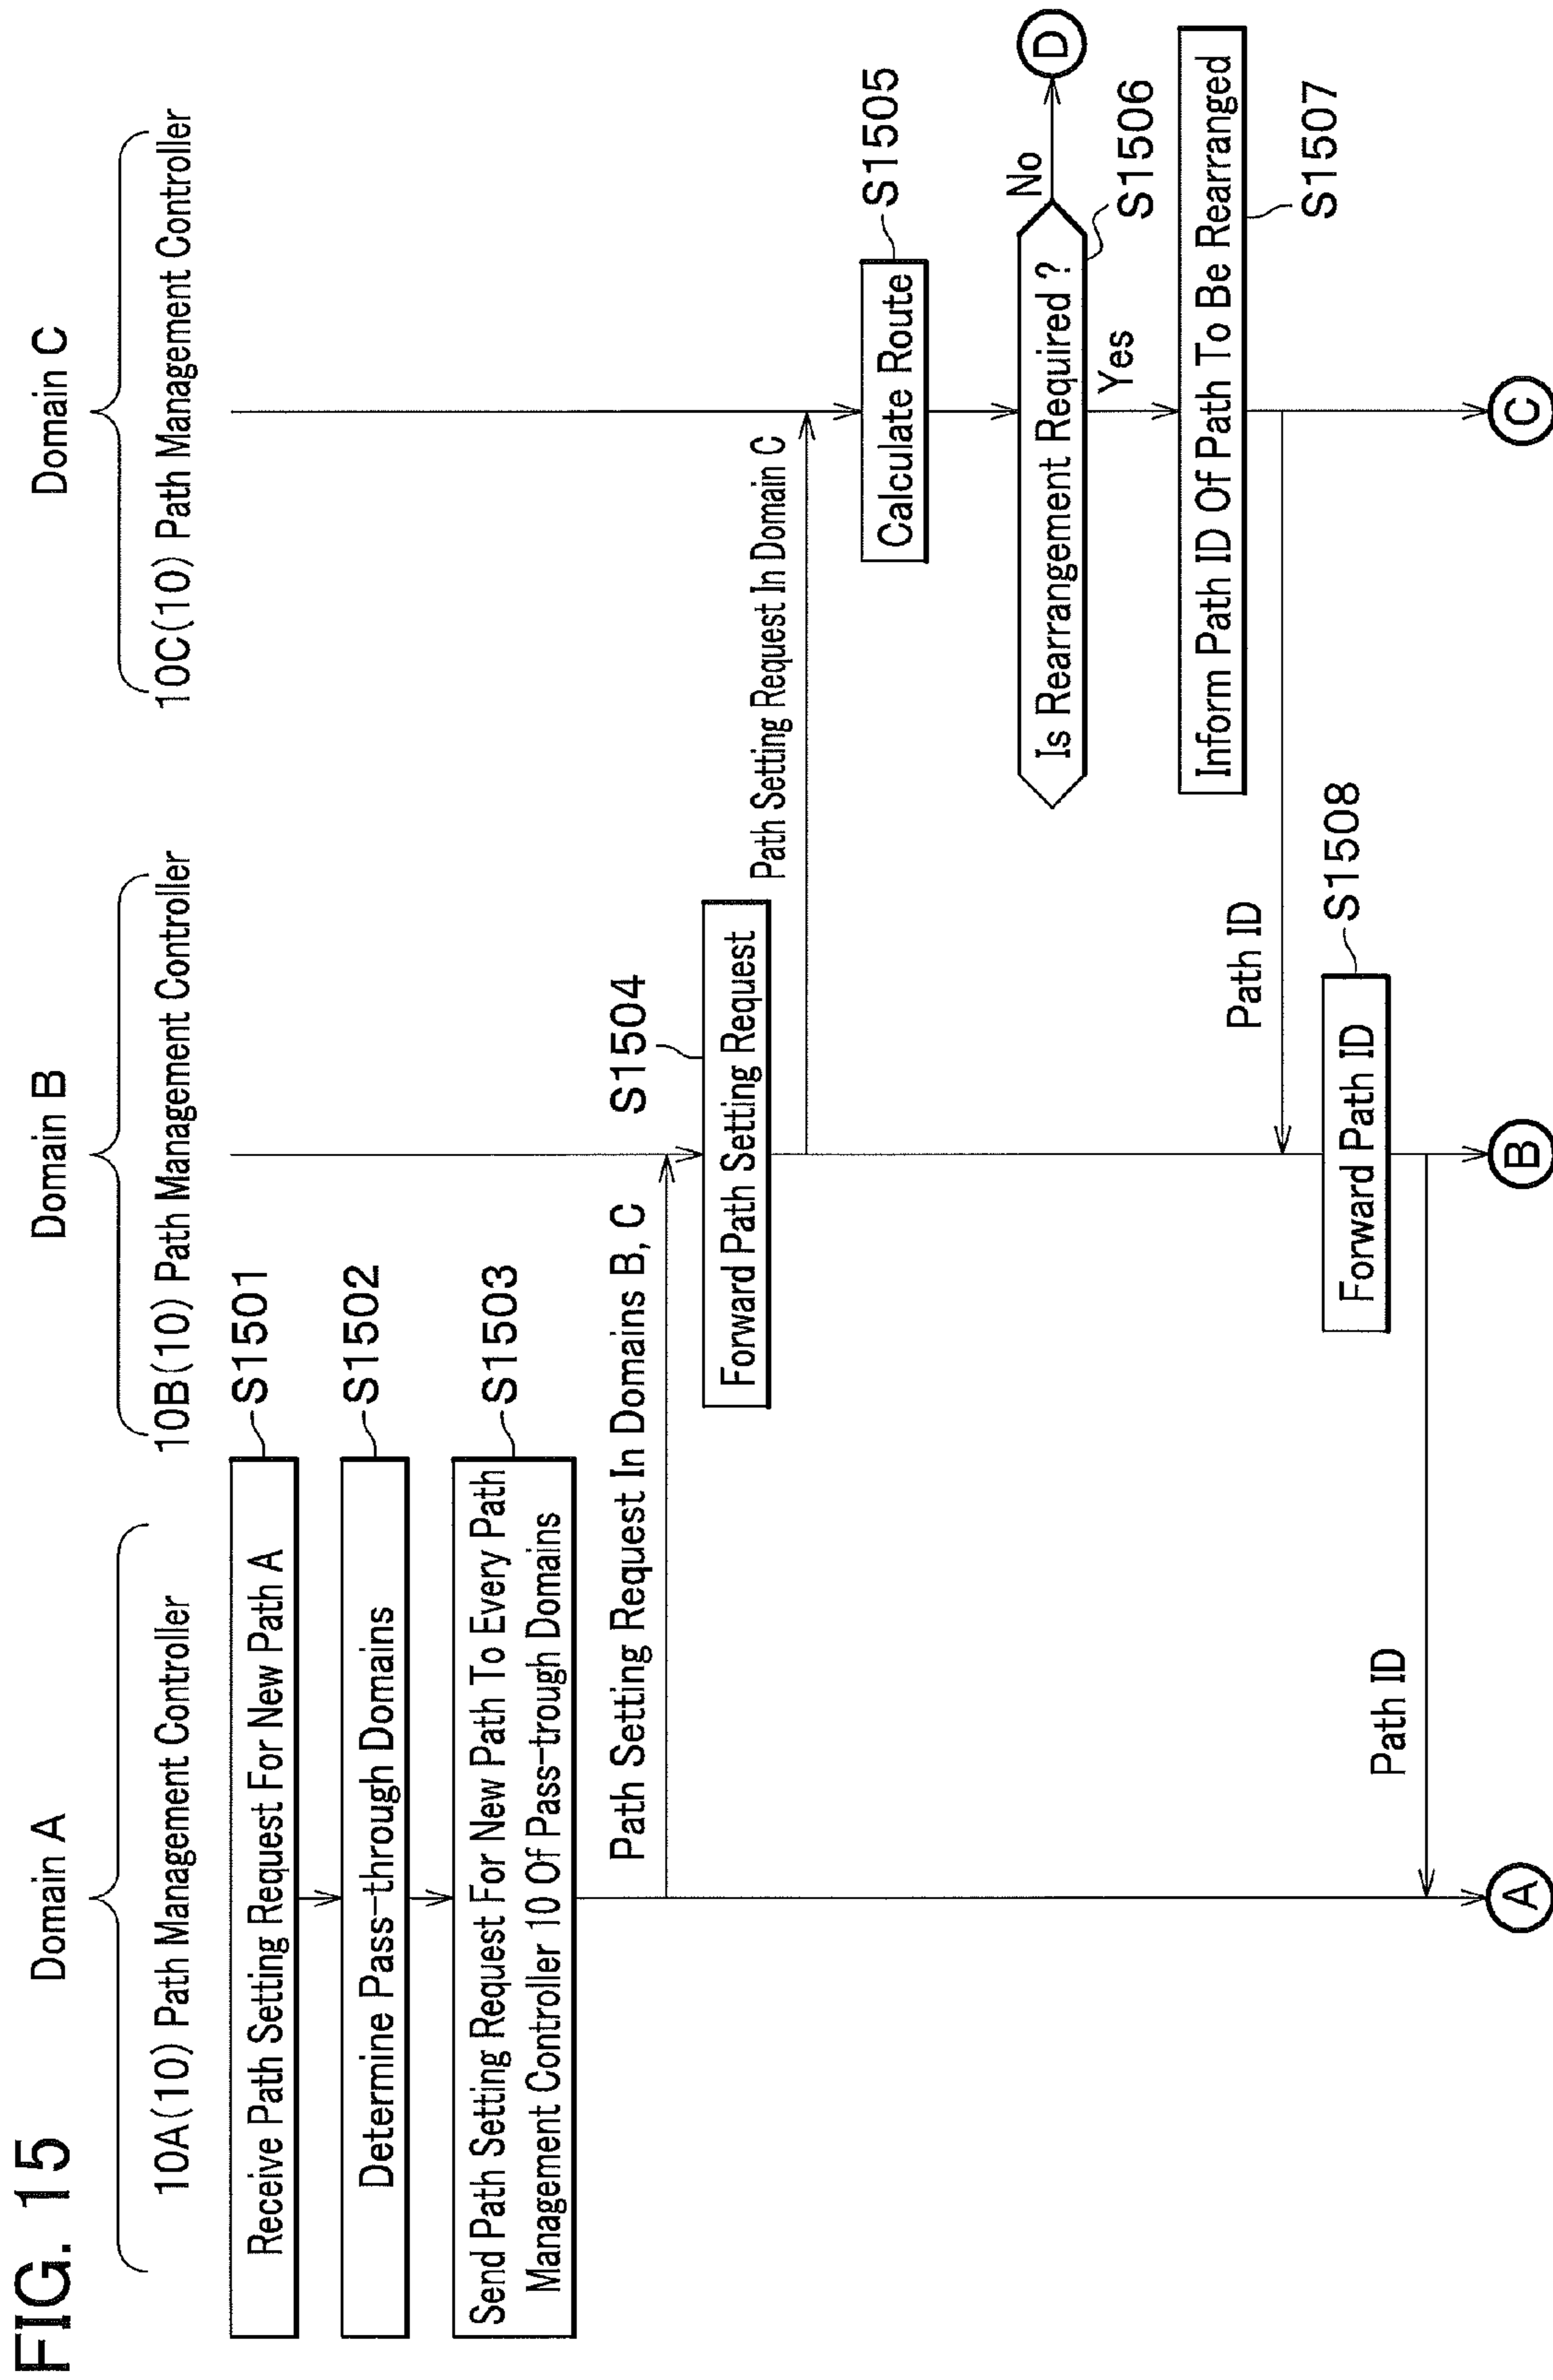 FIG. 15
Domain A
Domain B
Domain C
10A(10) Path Management Controller
10B(10) Path Management Controller
10C(10) Path Management Controller
Receive Path Setting Request For New Path A
S1501
Determine Pass-through Domains
S1502
Send Path Setting Request For New Path To Every Path
Management Controller 10 Of Pass-trough Domains
S1503
Path Setting Request In Domains B, C
S1504
Forward Path Setting Request
Path Setting Request In Domain C
Calculate Route
S1505
Is Rearrangement Required ?
No
D
S1506
Yes
Inform Path ID Of Path To Be Rearranged
S1507
Path ID
Forward Path ID
S1508
Path ID
A
B
C